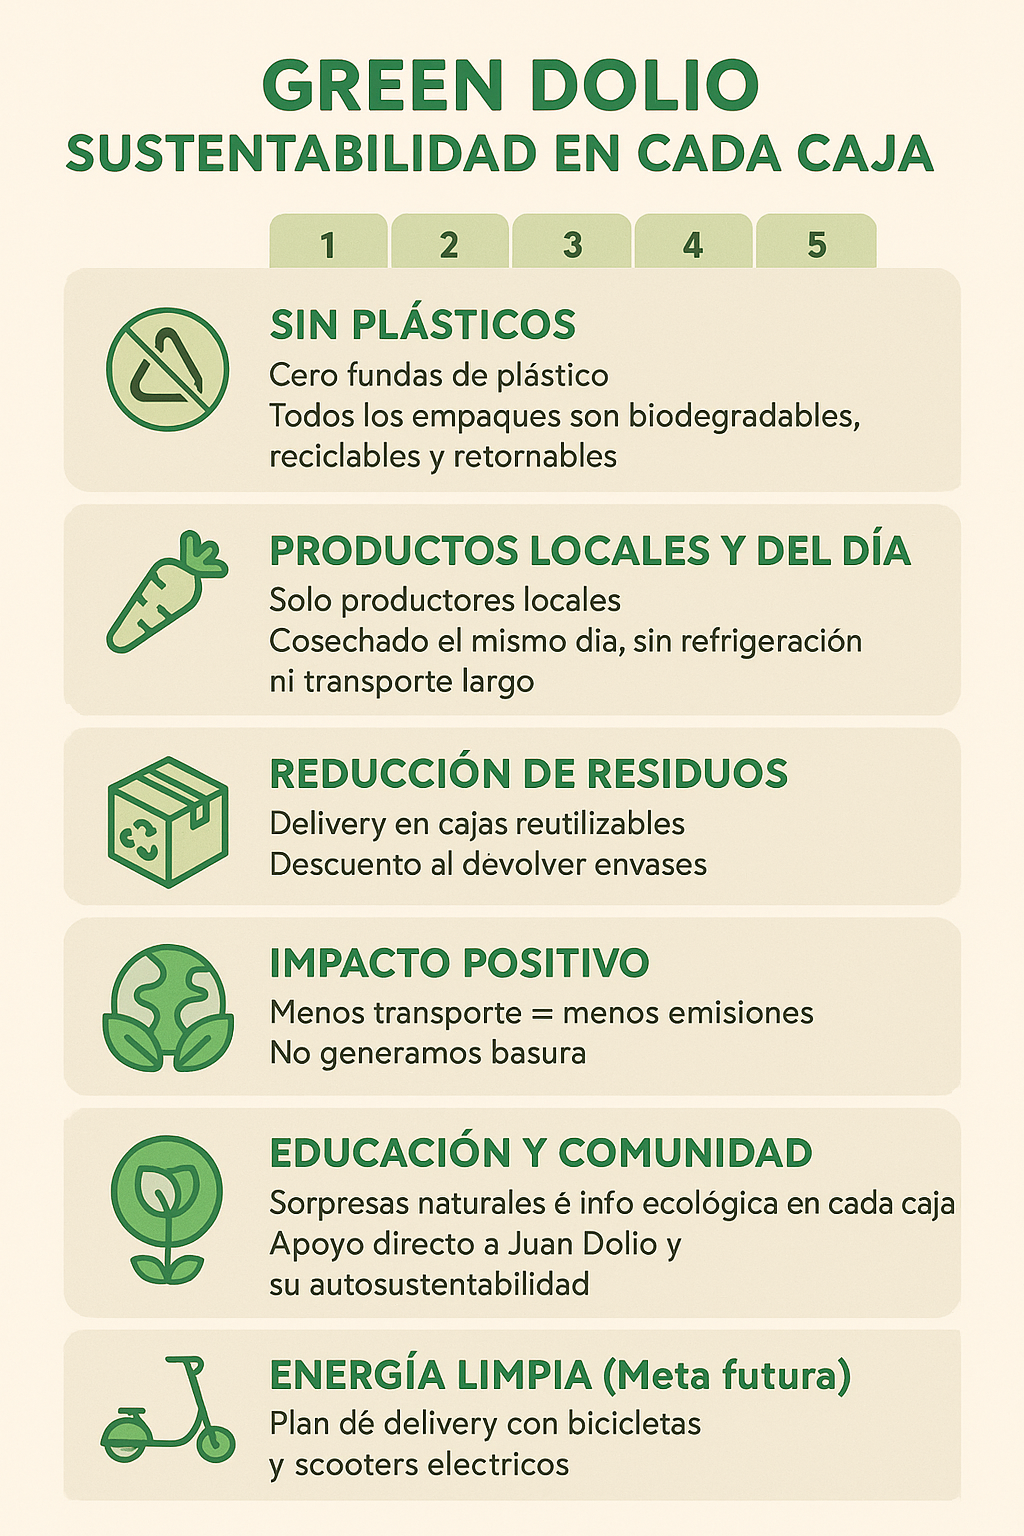 GREEN DOLIO
SUSTENTABILIDAD EN CADA CAJA
1 2 3 4 5
SIN PLÁSTICOS
Cero fundas de plástico
Todos los empaques son biodegradables,
reciclables y retornables
PRODUCTOS LOCALES Y DEL DÍA
Solo productores locales
Cosechado el mismo dia, sin refrigeración
ni transporte largo
REDUCCIÓN DE RESIDUOS
Delivery en cajas reutilizables
Descuento al dėvolver envases
IMPACTO POSITIVO
Menos transporte = menos emisiones
No generamos basura
EDUCACIÓN Y COMUNIDAD
Sorpresas naturales é info ecológica en cada caja
Apoyo directo a Juan Dolio y
su autosustentabilidad
ENERGÍA LIMPIA (Meta futura)
Plan dé delivery con bicicletas
y scooters electricos